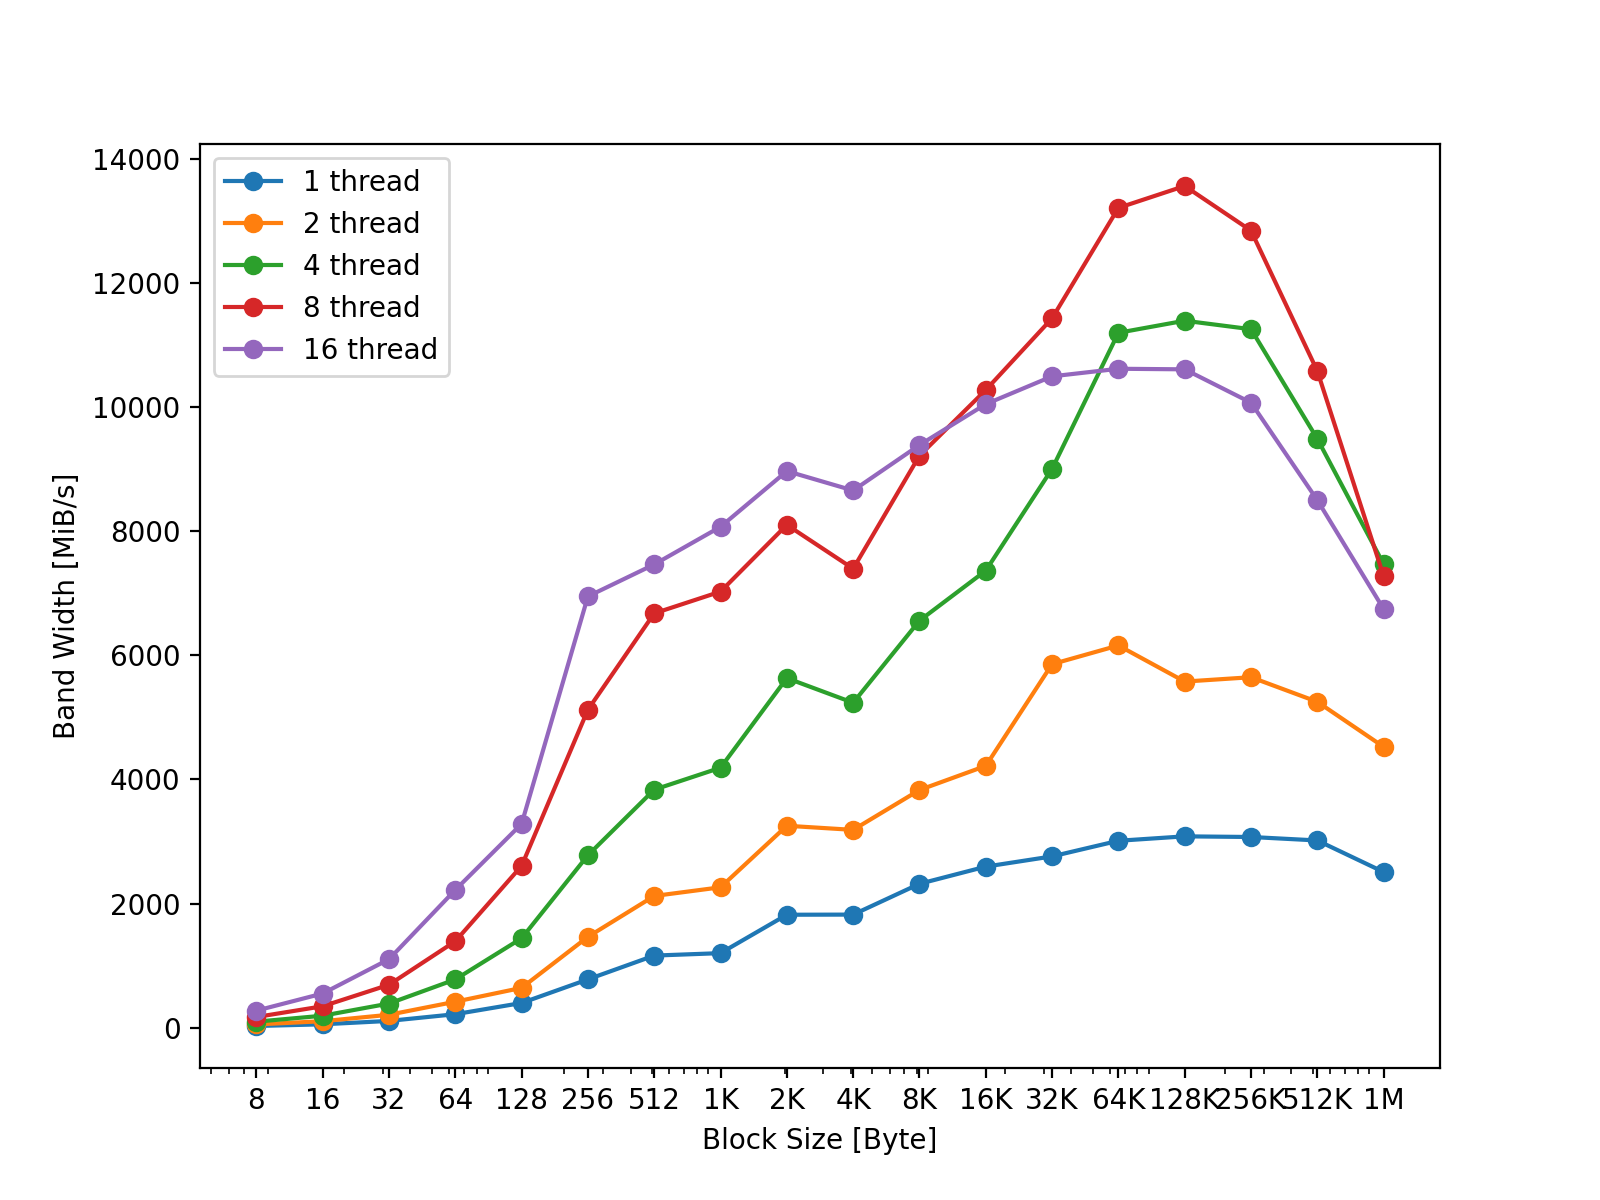 14000
12000
10000
8000
6000
4000
2000
0
Band Width [MiB/s]
1 thread
2 thread
4 thread
8 thread
16 thread
8 16 32 64 128 256 512 1K 2K 4K 8K 16K 32K 64K 128K 256K 512K 1M
Block Size [Byte]